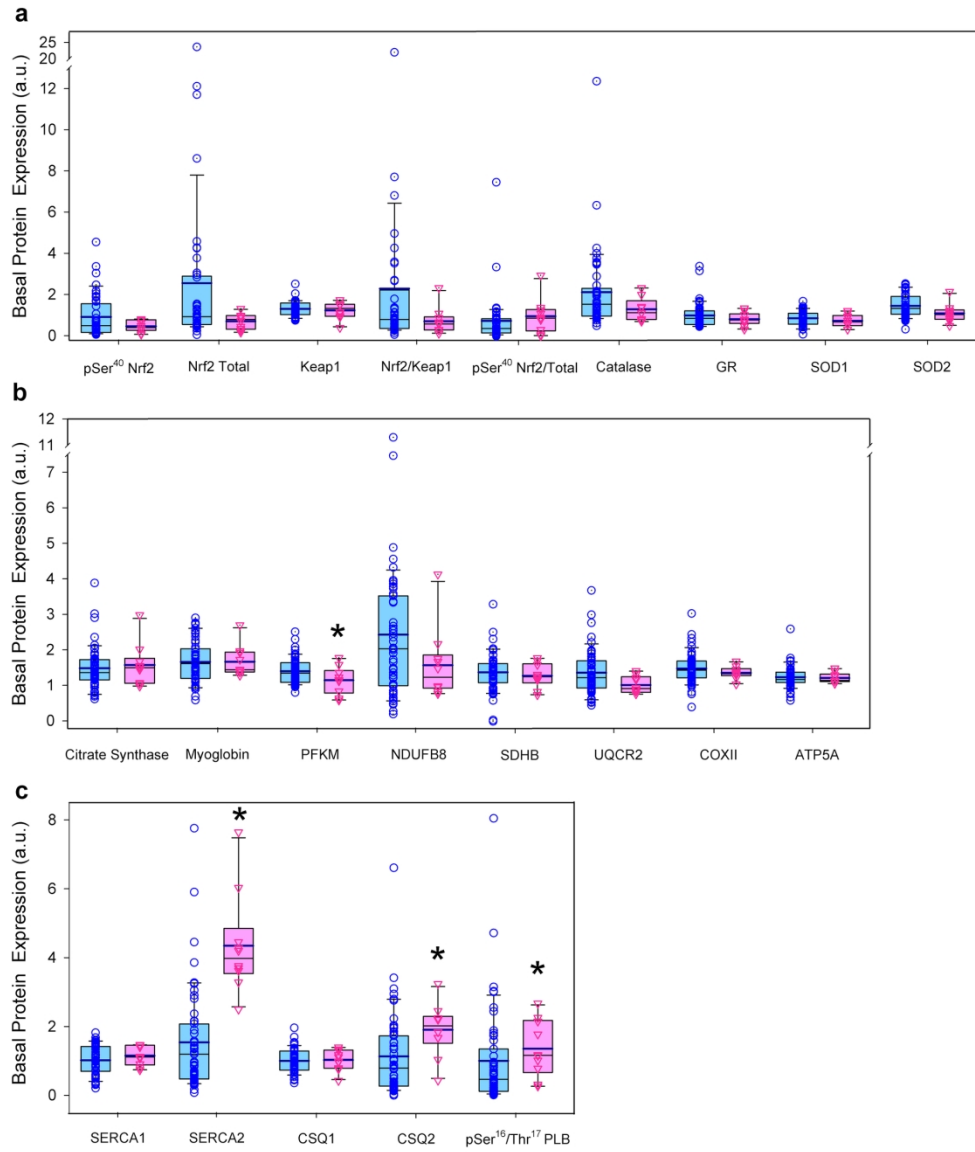 a
Basal Protein Expression (a.u.)
25
20
12
10
8
6
4
2
0
pSer⁴⁰ Nrf2 Nrf2 Total Keap1 Nrf2/Keap1 pSer⁴⁰ Nrf2/Total Catalase GR SOD1 SOD2
b
Basal Protein Expression (a.u.)
12
11
7
6
5
4
3
2
1
0
*
Citrate Synthase Myoglobin PFKM NDUFB8 SDHB UQCR2 COXII ATP5A
c
Basal Protein Expression (a.u.)
8
6
4
2
0
* * *
SERCA1 SERCA2 CSQ1 CSQ2 pSer¹⁶/Thr¹⁷ PLB